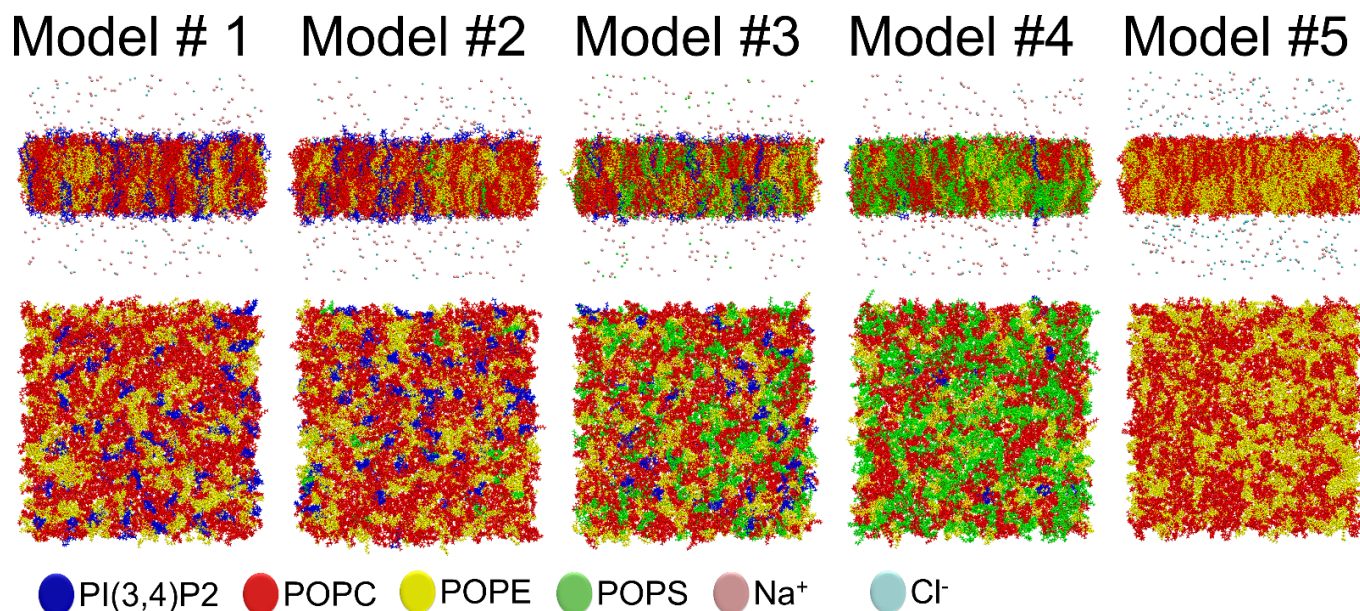 Model # 1 Model #2 Model #3 Model #4 Model #5
PI(3,4)P2 POPC POPE POPS Na⁺ Cl⁻